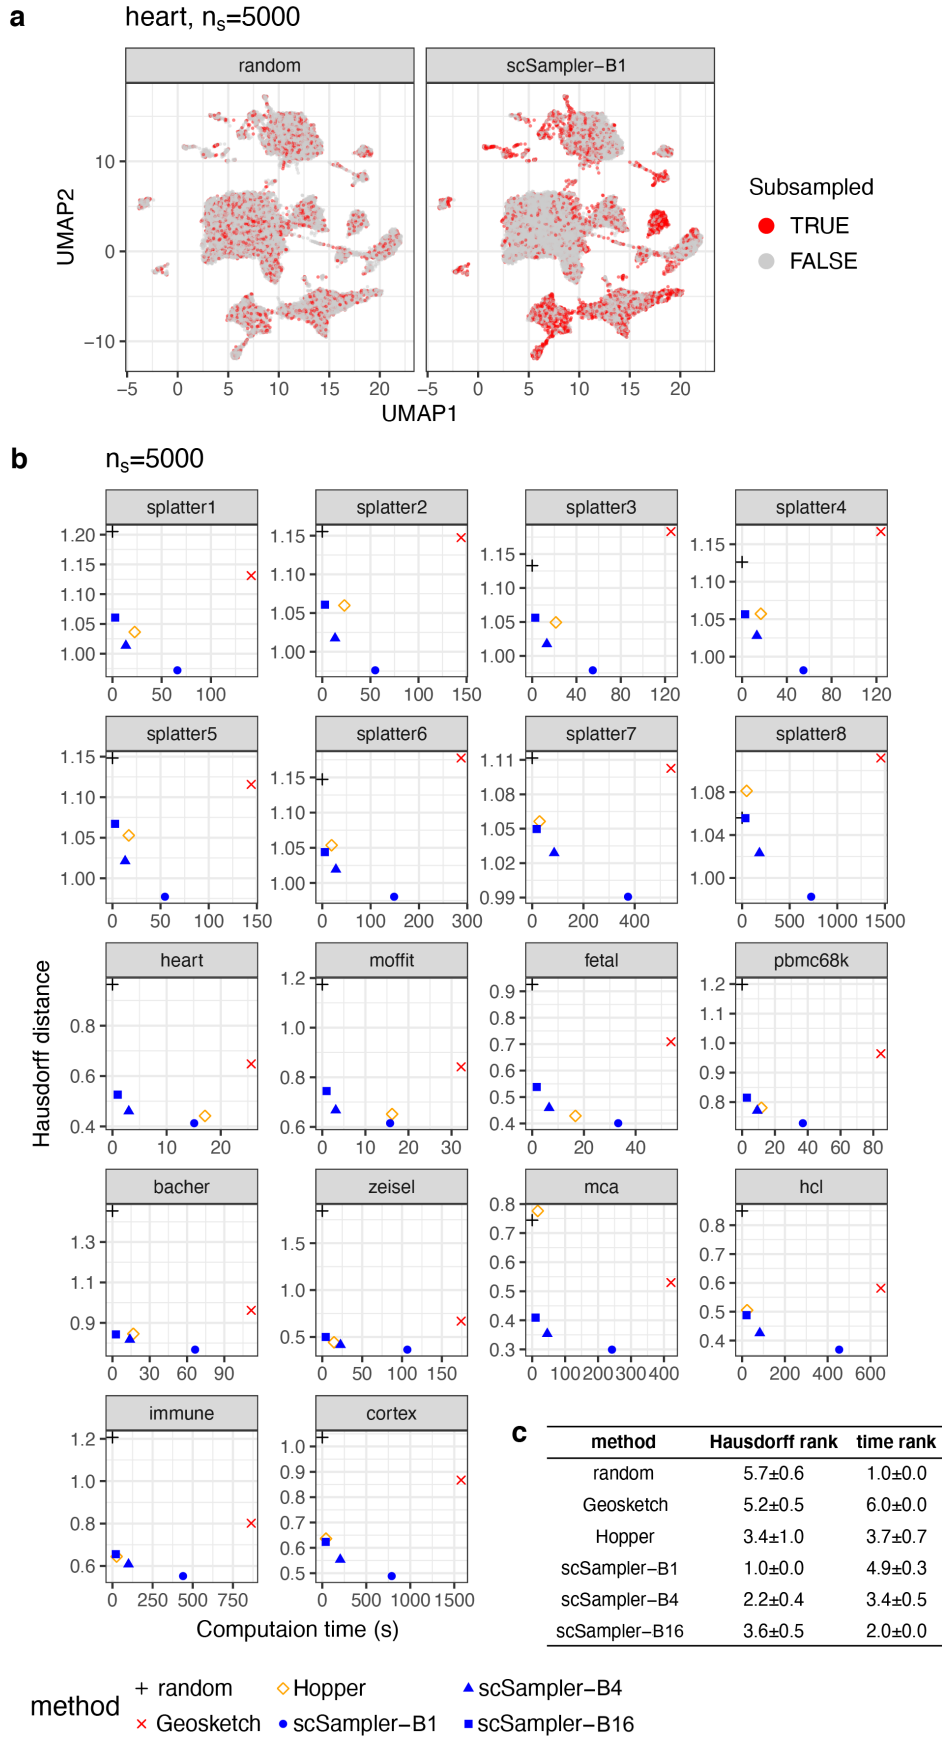 a
heart, ns=5000
random
scSampler−B1
10
0
−10
UMAP2
−5 0 5 10 15 20
−5 0 5 10 15 20
UMAP1
Subsampled
TRUE
FALSE
b
ns=5000
splatter1 splatter2 splatter3 splatter4
1.20
1.15
1.10
1.05
1.00
1.15
1.10
1.05
1.00
1.15
1.10
1.05
1.00
1.15
1.10
1.05
1.00
0 50 100
0 50 100 150
0 40 80 120
0 40 80 120
splatter5 splatter6 splatter7 splatter8
1.15
1.10
1.05
1.00
1.15
1.10
1.05
1.00
1.11
1.08
1.05
1.02
0.99
1.08
1.04
1.00
0 50 100 150
0 100 200 300
0 200 400
0 500 1000 1500
Hausdorff distance
heart moffit fetal pbmc68k
0.8
0.6
0.4
1.2
1.0
0.8
0.6
0.9
0.8
0.7
0.6
0.5
0.4
1.2
1.1
1.0
0.9
0.8
0 10 20
0 10 20 30
0 20 40
0 20 40 60 80
bacher zeisel mca hcl
1.3
1.1
0.9
1.5
1.0
0.5
0.8
0.7
0.6
0.5
0.4
0.3
0.8
0.7
0.6
0.5
0.4
0 30 60 90
0 50 100 150
0 100 200 300 400
0 200 400 600
immune cortex
1.2
1.0
0.8
0.6
1.0
0.9
0.8
0.7
0.6
0.5
0 250 500 750
0 500 1000 1500
Computaion time (s)
c
method Hausdorff rank time rank
random 5.7±0.6 1.0±0.0
Geosketch 5.2±0.5 6.0±0.0
Hopper 3.4±1.0 3.7±0.7
scSampler−B1 1.0±0.0 4.9±0.3
scSampler−B4 2.2±0.4 3.4±0.5
scSampler−B16 3.6±0.5 2.0±0.0
method
random Hopper scSampler−B4
Geosketch scSampler−B1 scSampler−B16